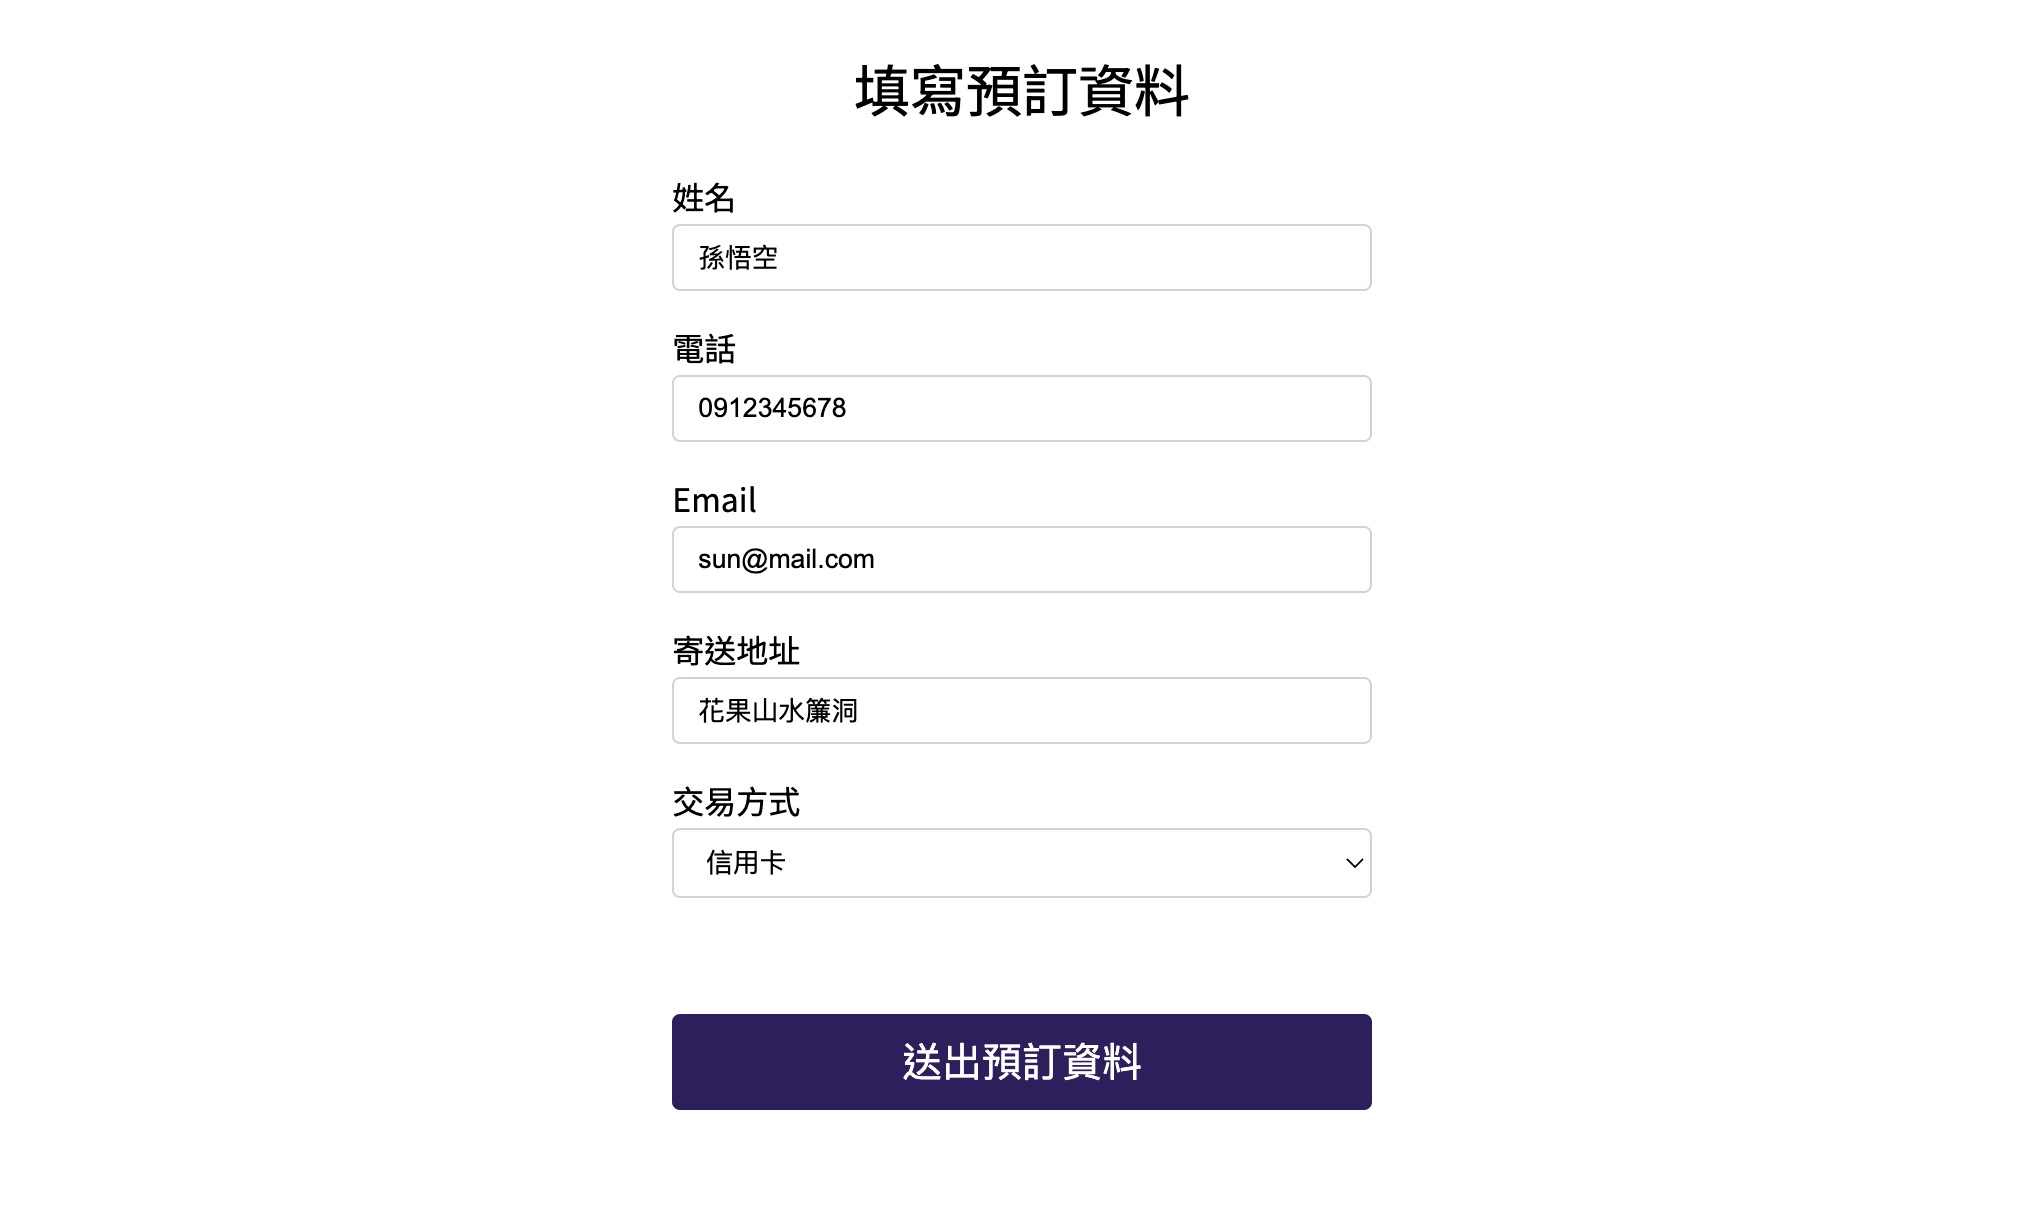 填寫預訂資料
姓名
孫悟空
電話
0912345678
Email
sun@mail.com
寄送地址
花果山水簾洞
交易方式
信用卡
送出預訂資料